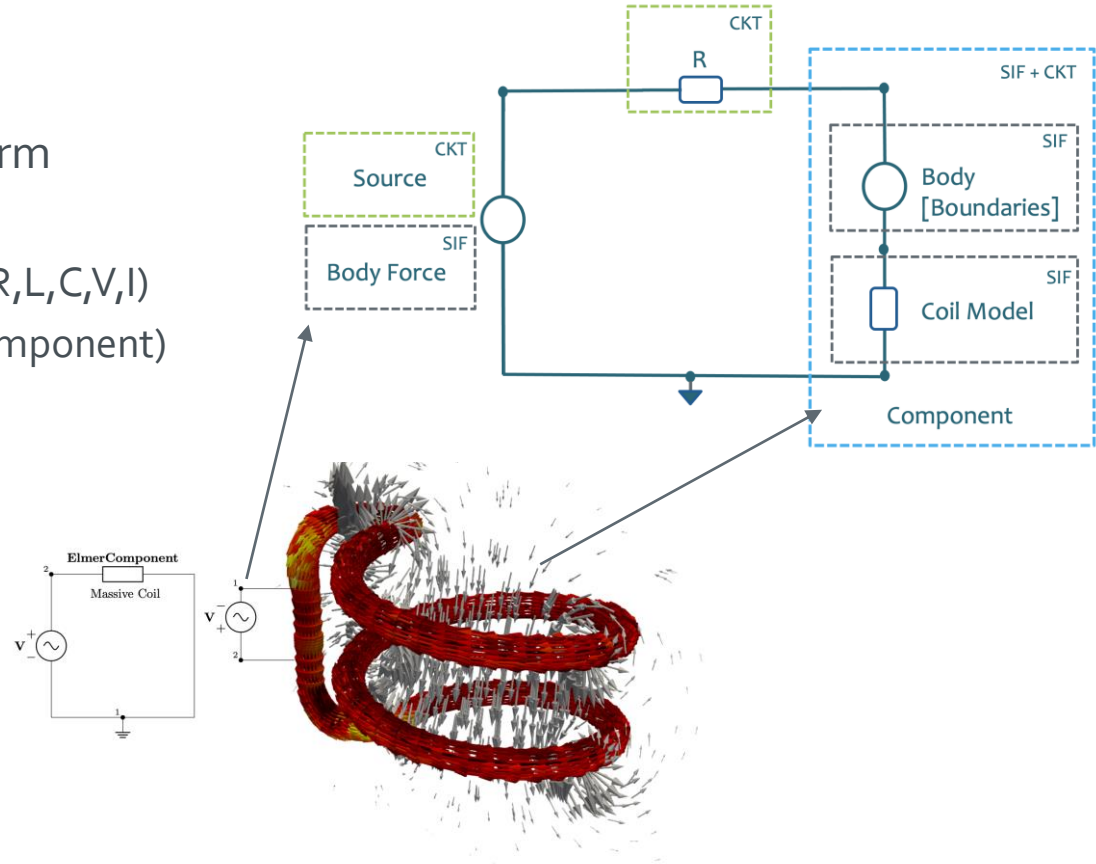 rm
R,L,C,V,I)
mponent)
CKT
R
SIF + CKT
CKT
Source
SIF
Body Force
SIF
Body
[Boundaries]
SIF
Coil Model
Component
ElmerComponent
2
Massive Coil
V
+
−
1
1
V
−
+
2